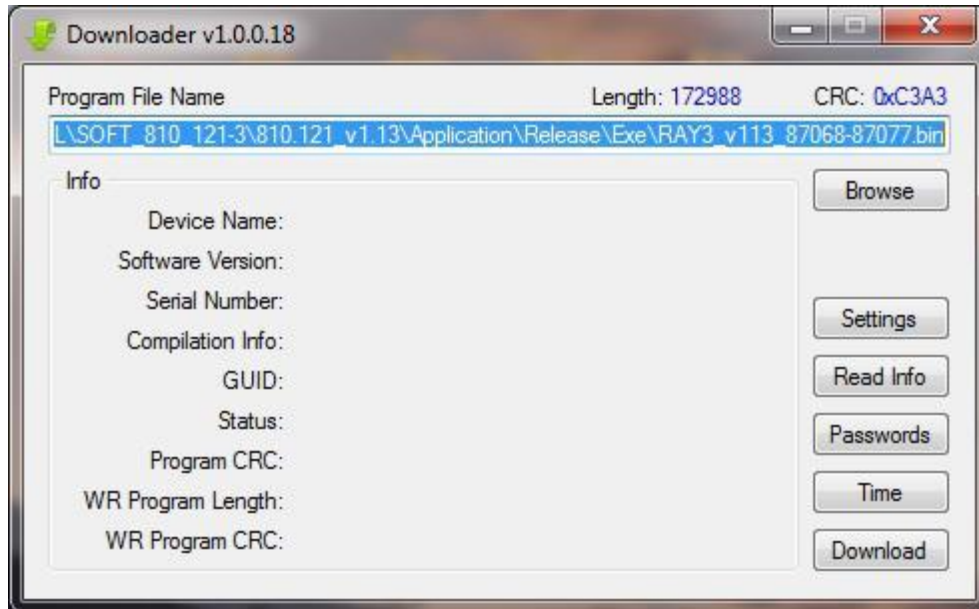 Downloader v1.0.0.18
Program File Name Length: 172988 CRC: 0xC3A3
L\SOFT_810_121-3\810.121_v1.13\Application\Release\Exe\RAY3_v113_87068-87077.bin
Info
Browse
Device Name:
Software Version:
Serial Number:
Settings
Compilation Info:
GUID:
Read Info
Status:
Passwords
Program CRC:
WR Program Length:
Time
WR Program CRC:
Download